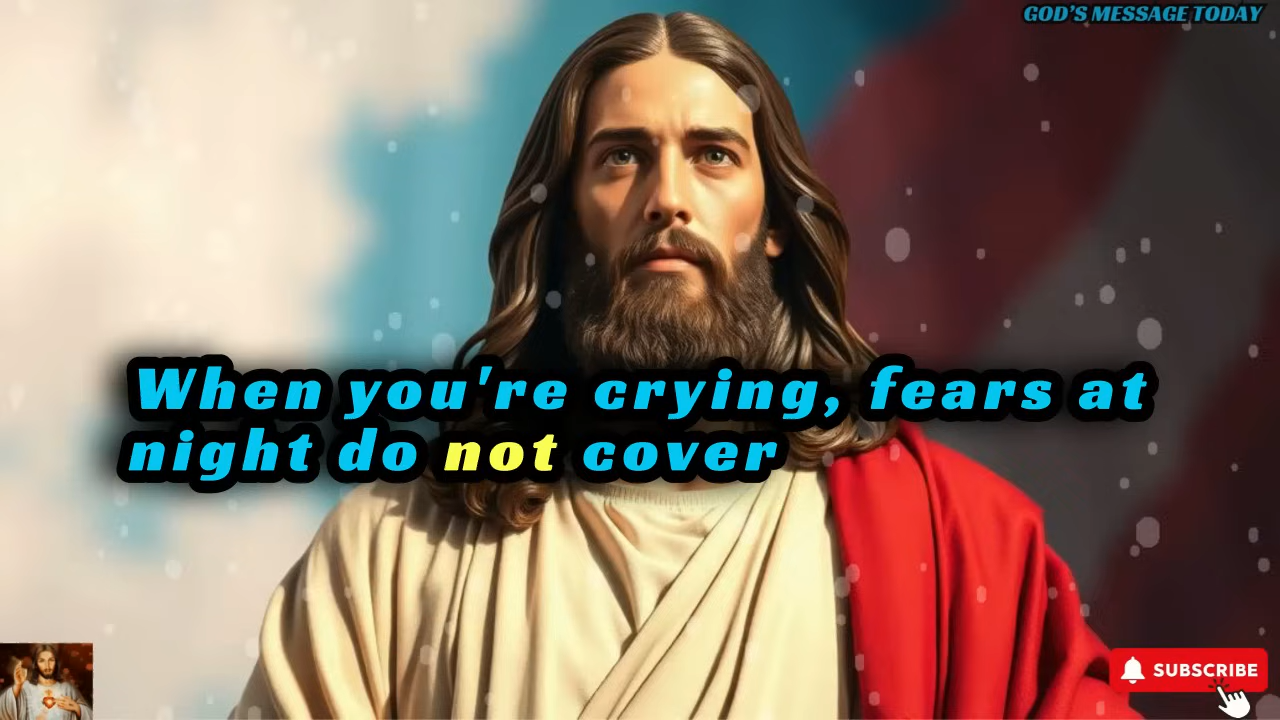 GOD'S MESSAGE TODAY
When you're crying, fears at
night do not cover
SUBSCRIBE